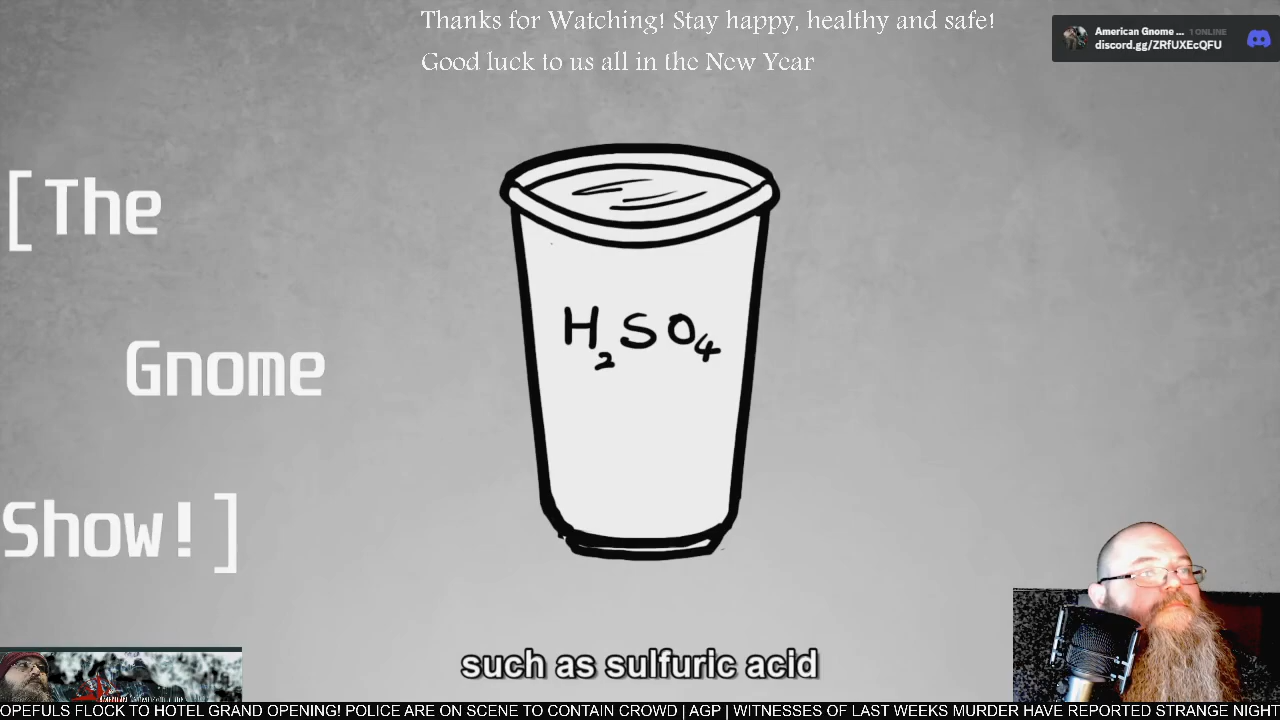 Thanks for Watching! Stay happy, healthy and safe!
Good luck to us all in the New Year
American Gnome ... 1 ONLINE
discord.gg/ZRfUXEcQFU
[The
Gnome
Show!]
H2SO4
such as sulfuric acid
OPEFULS FLOCK TO HOTEL GRAND OPENING! POLICE ARE ON SCENE TO CONTAIN CROWD | AGP | WITNESSES OF LAST WEEKS MURDER HAVE REPORTED STRANGE NIGHT